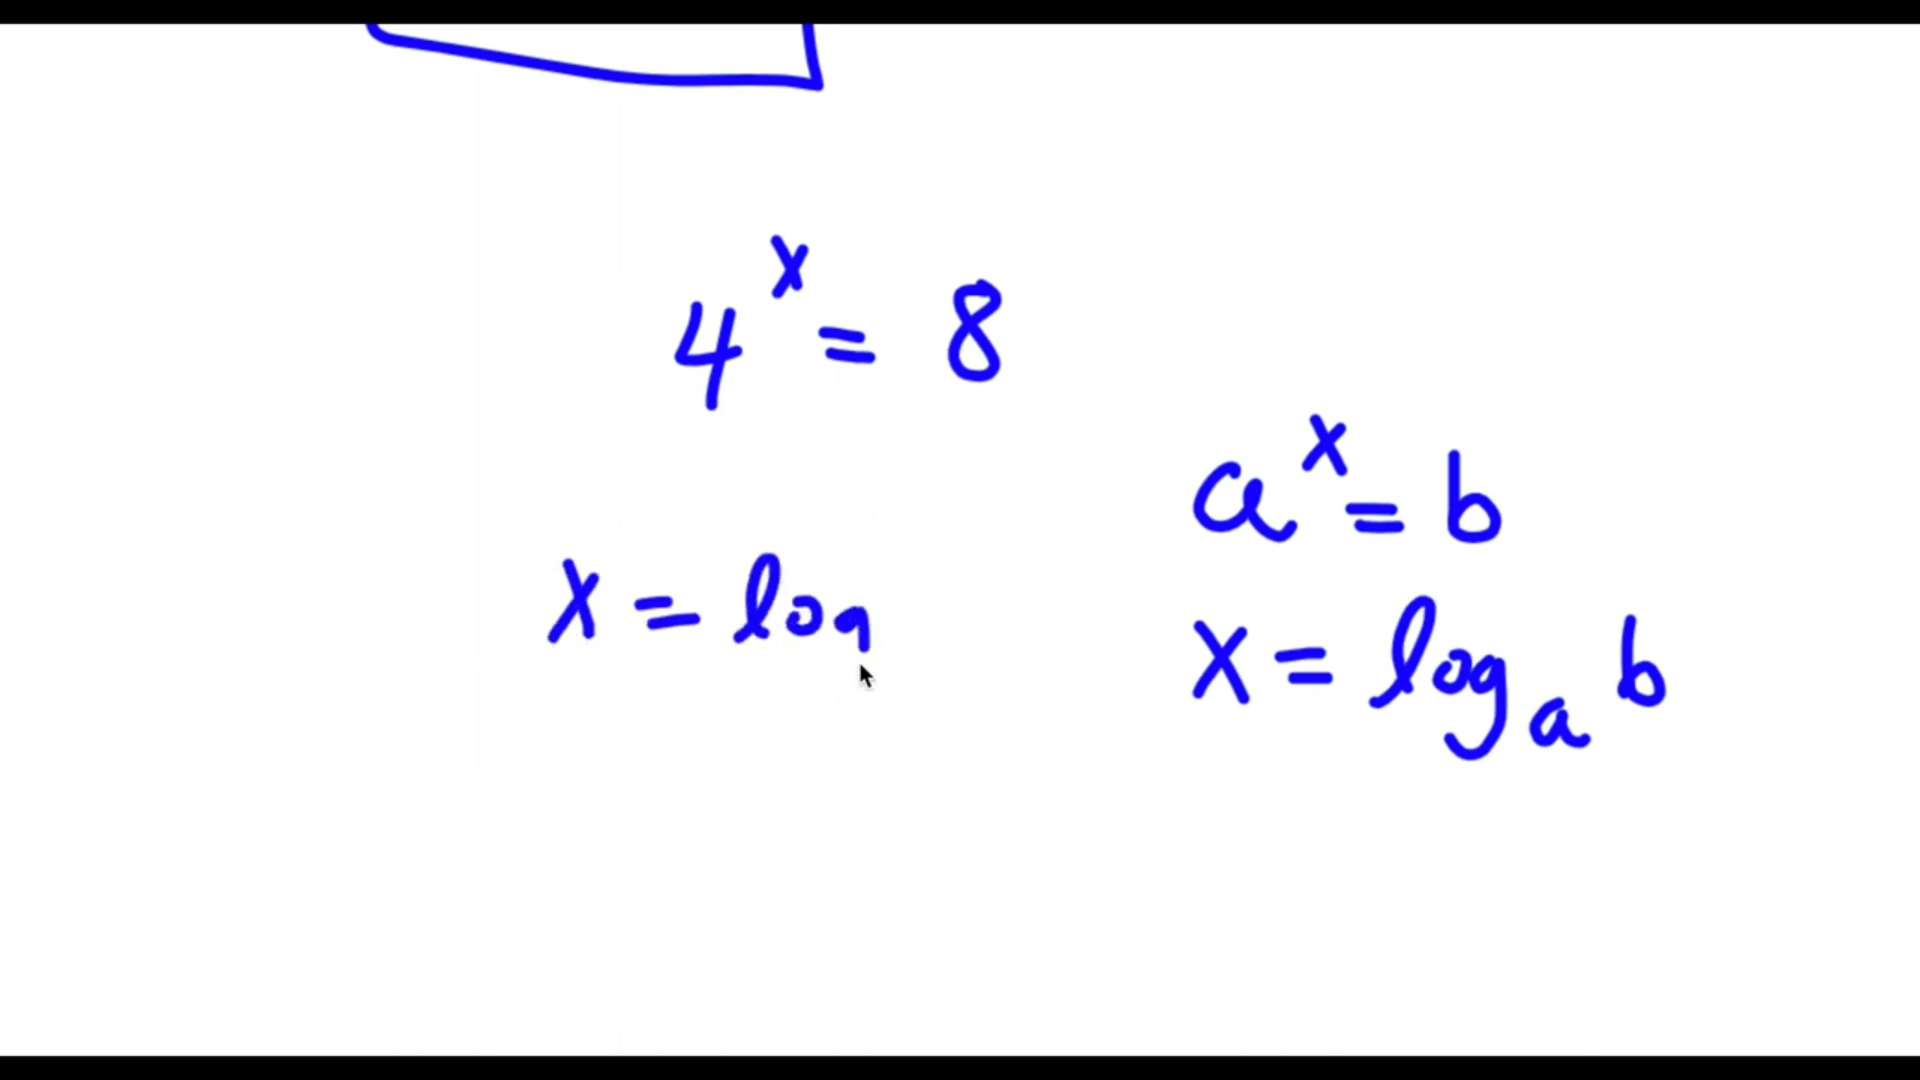 4^x = 8
a^x = b
x = log
x = log_a b